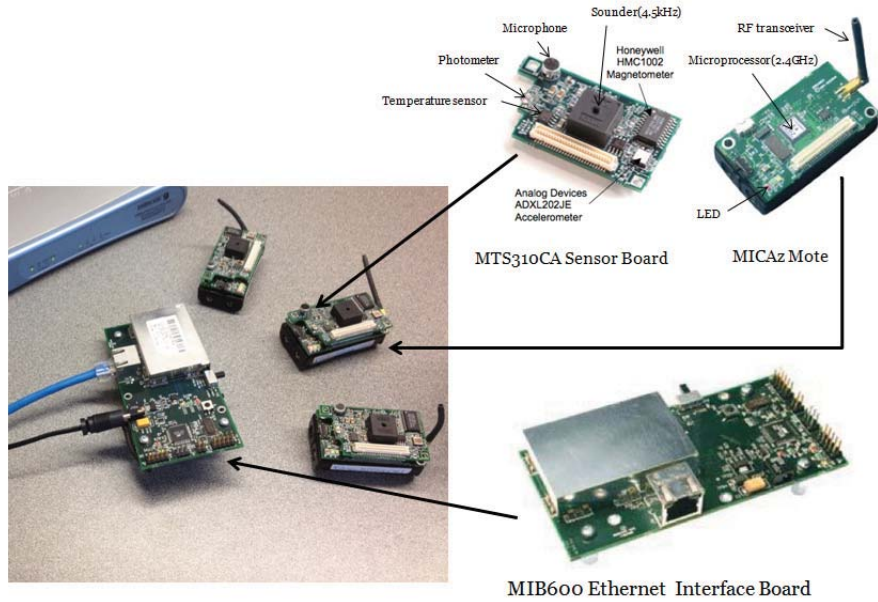 Sounder(4.5kHz)
Microphone
Honeywell
HMC1002
Magnetometer
Photometer
Temperature sensor
Analog Devices
ADXL202JE
Accelerometer
MTS310CA Sensor Board
RF transceiver
Microprocessor(2.4GHz)
LED
MICAz Mote
MIB600 Ethernet Interface Board